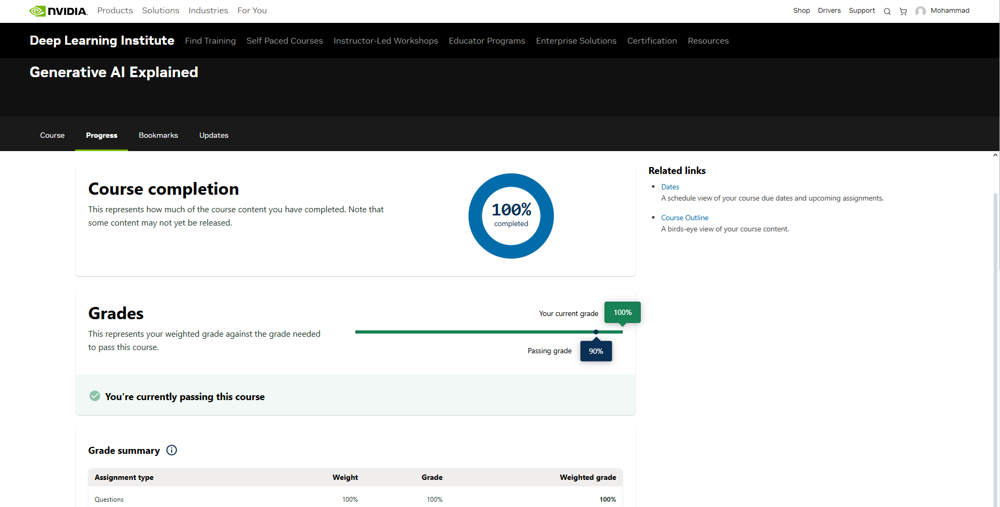 NVIDIA. Products Solutions Industries For You Shop Drivers Support Mohammad
Deep Learning Institute Find Training Self Paced Courses Instructor-Led Workshops Educator Programs Enterprise Solutions Certification Resources
Generative AI Explained
Course Progress Bookmarks Updates
Course completion
This represents how much of the course content you have completed. Note that
some content may not yet be released.
100%
completed
Related links
Dates
A schedule view of your course due dates and upcoming assignments.
Course Outline
A birds-eye view of your course content.
Grades
This represents your weighted grade against the grade needed
to pass this course.
Your current grade 100%
Passing grade 90%
You’re currently passing this course
Grade summary
Assignment type Weight Grade Weighted grade
Questions 100% 100% 100%